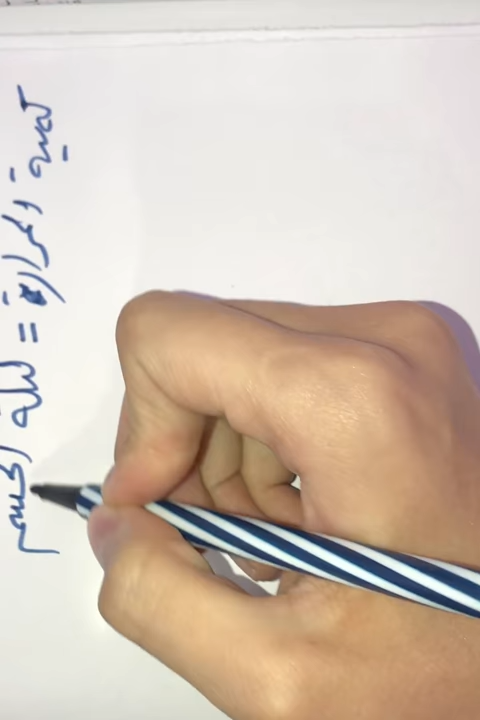 كمية الحرارة = كتلة الجسم